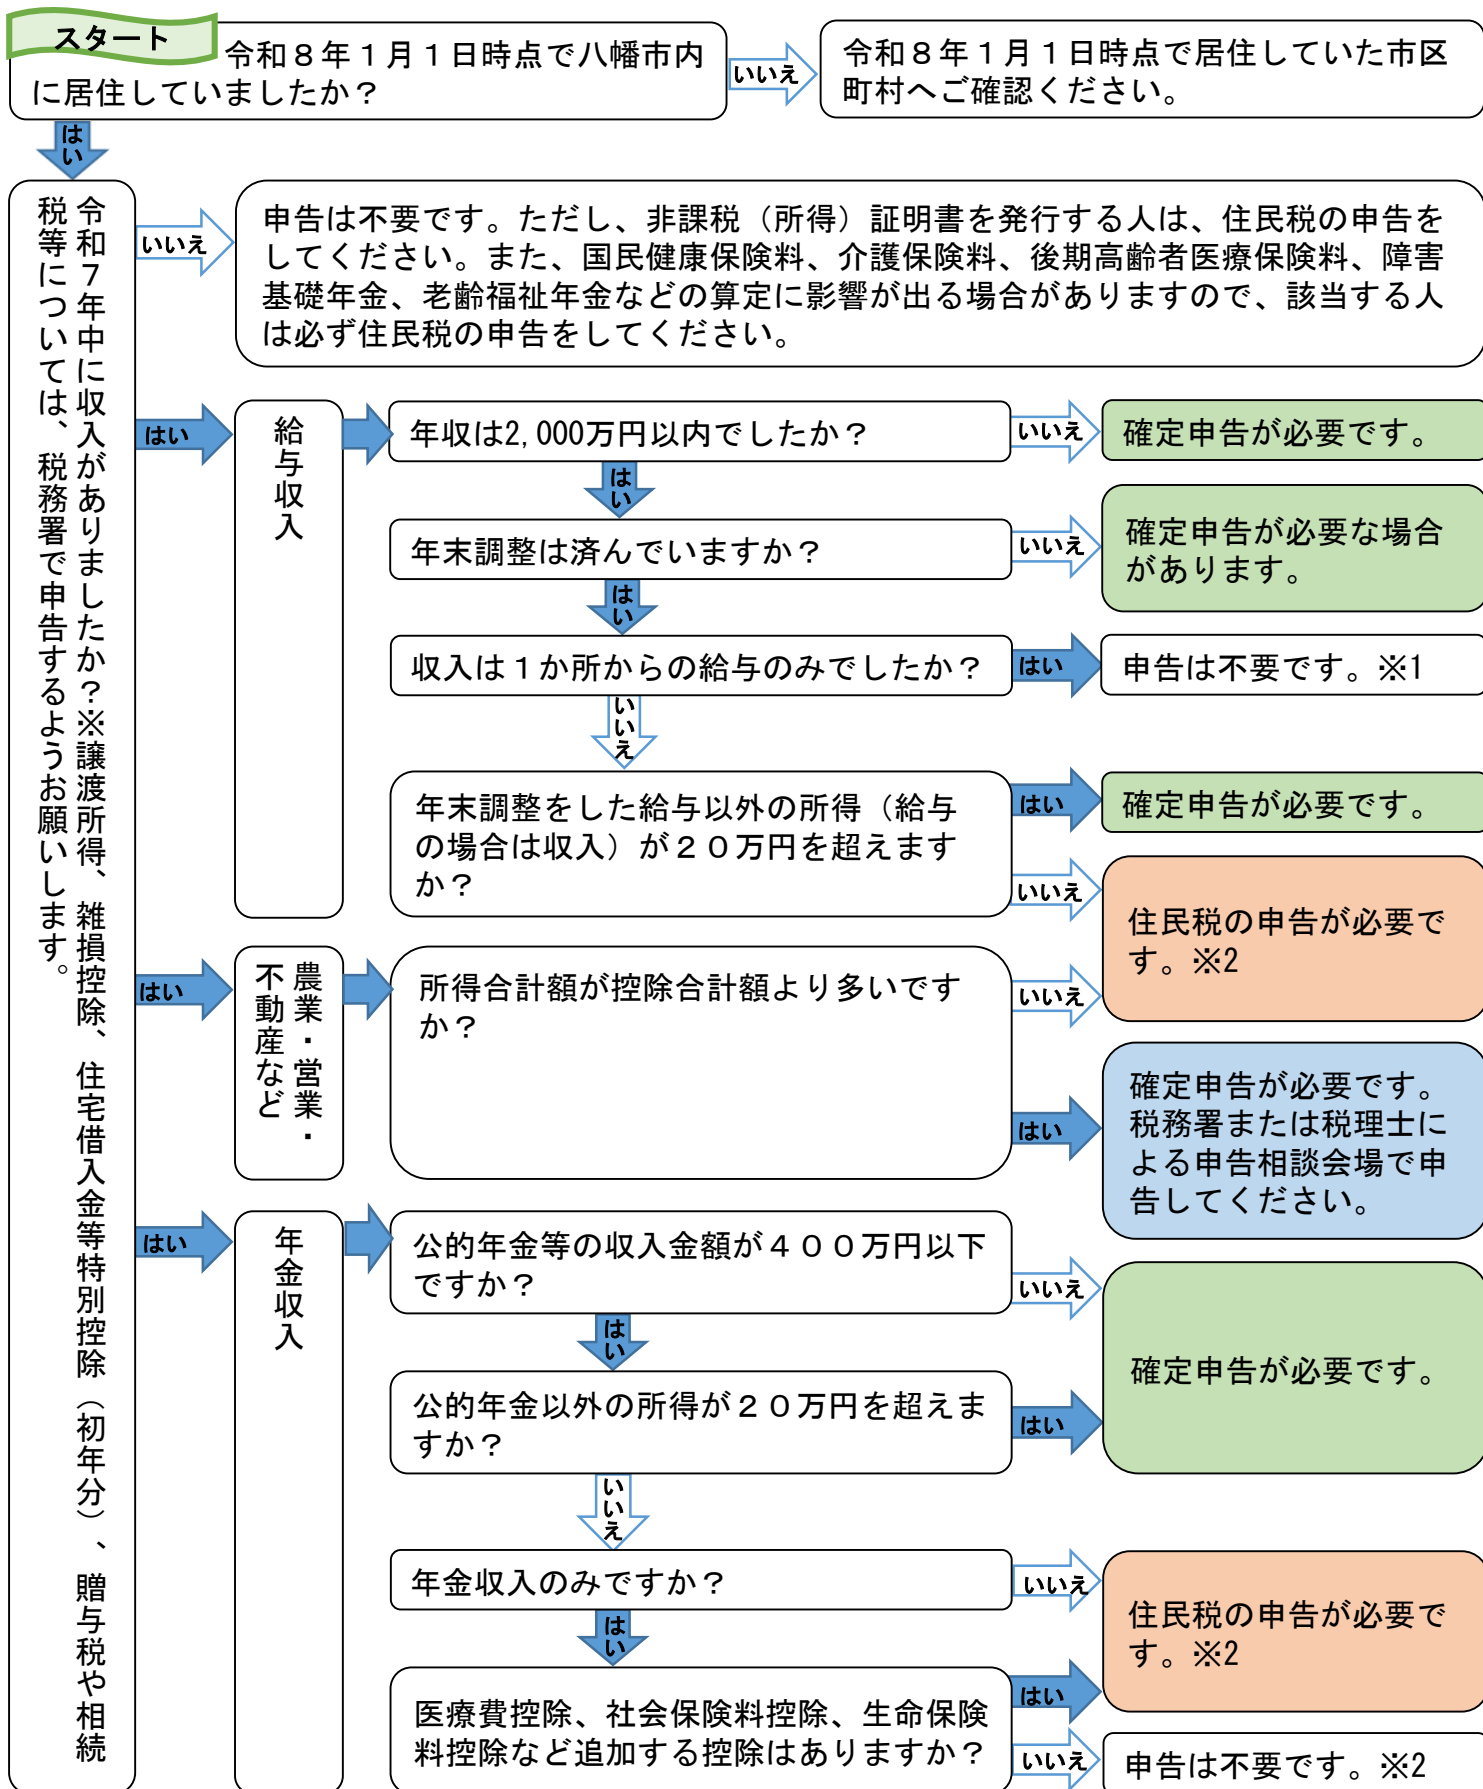 スタート
令和８年１月１日時点で八幡市内
に居住していましたか？
いいえ
令和８年１月１日時点で居住していた市区
町村へご確認ください。
はい
令和７年中に収入がありましたか？※譲渡所得、雑損控除、住宅借入金等特別控除（初年分）、贈与税や相続
税等については、税務署で申告するようお願いします。
いいえ
申告は不要です。ただし、非課税（所得）証明書を発行する人は、住民税の申告を
してください。また、国民健康保険料、介護保険料、後期高齢者医療保険料、障害
基礎年金、老齢福祉年金などの算定に影響が出る場合がありますので、該当する人
は必ず住民税の申告をしてください。
はい
給与収入
年収は2,000万円以内でしたか？
いいえ
確定申告が必要です。
はい
年末調整は済んでいますか？
いいえ
確定申告が必要な場合
があります。
はい
収入は１か所からの給与のみでしたか？
はい
申告は不要です。※1
いいえ
年末調整をした給与以外の所得（給与
の場合は収入）が２０万円を超えます
か？
はい
確定申告が必要です。
いいえ
住民税の申告が必要で
す。※2
はい
農業・営業・
不動産など
所得合計額が控除合計額より多いです
か？
いいえ
はい
確定申告が必要です。
税務署または税理士に
よる申告相談会場で申
告してください。
はい
年金収入
公的年金等の収入金額が４００万円以下
ですか？
いいえ
確定申告が必要です。
はい
公的年金以外の所得が２０万円を超えま
すか？
はい
いいえ
年金収入のみですか？
いいえ
住民税の申告が必要で
す。※2
はい
医療費控除、社会保険料控除、生命保険
料控除など追加する控除はありますか？
はい
いいえ
申告は不要です。※2